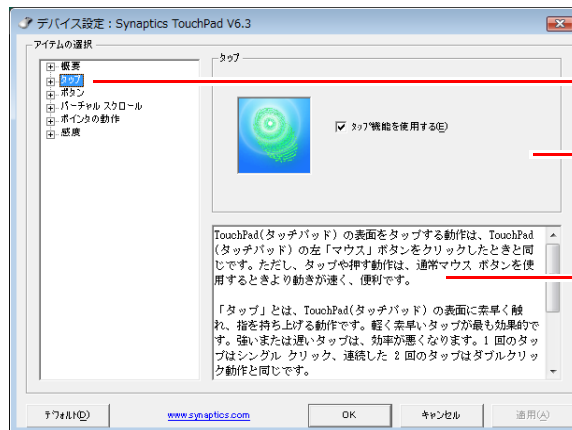 デバイス設定 : Synaptics TouchPad V6.3
アイテムの選択
概要
タップ
ボタン
バーチャル スクロール
ポインタの動作
感度
タップ
タップ機能を使用する(E)
TouchPad(タッチパッド) の表面をタップする動作は、TouchPad
(タッチパッド) の左「マウス」ボタンをクリックしたときと同
じです。ただし、タップや押す動作は、通常マウス ボタンを使
用するときより動きが速く、便利です。
「タップ」とは、TouchPad(タッチパッド) の表面に素早く触
れ、指を持ち上げる動作です。軽く素早いタップが最も効果的で
す。強いまたは遅いタップは、効率が悪くなります。1 回のタッ
プはシングル クリック、連続した 2 回のタップはダブルクリッ
ク動作と同じです。
デフォルト(D)
www.synaptics.com
OK
キャンセル
適用(A)